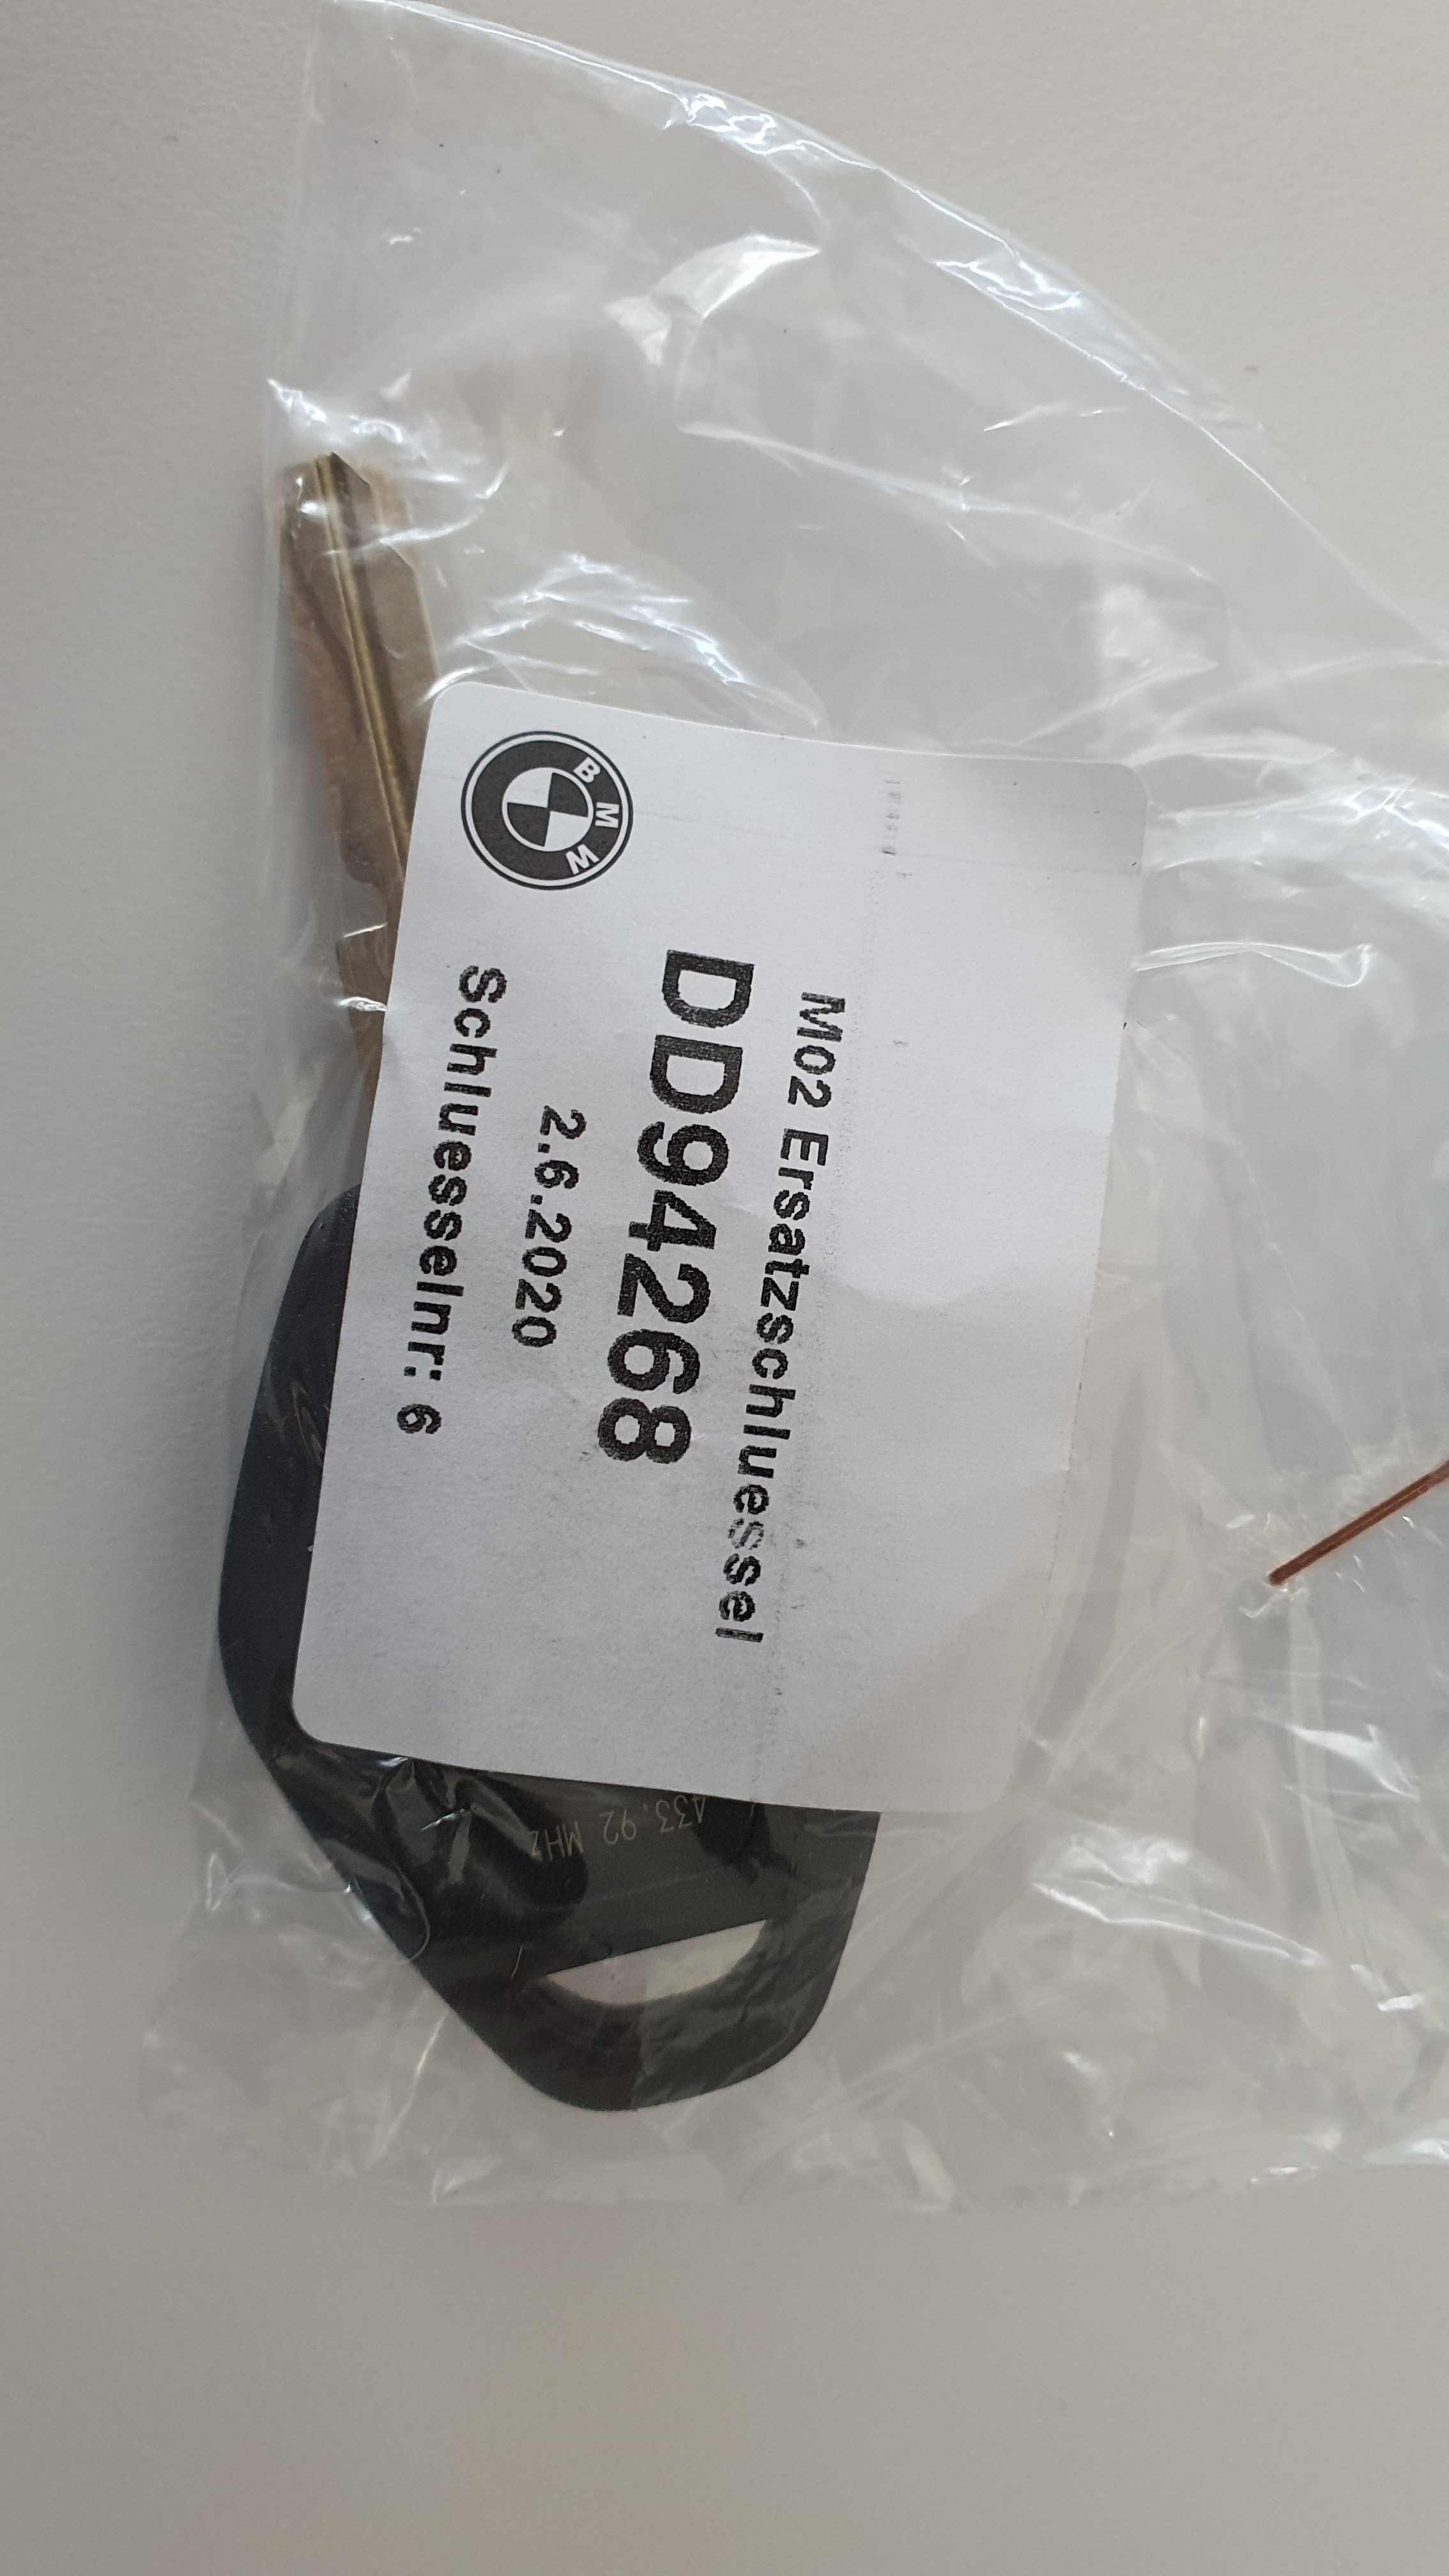 BMW
M02 Ersatzschluessel
DD94268
2.6.2020
Schluesselnr: 6
433.92 MHz